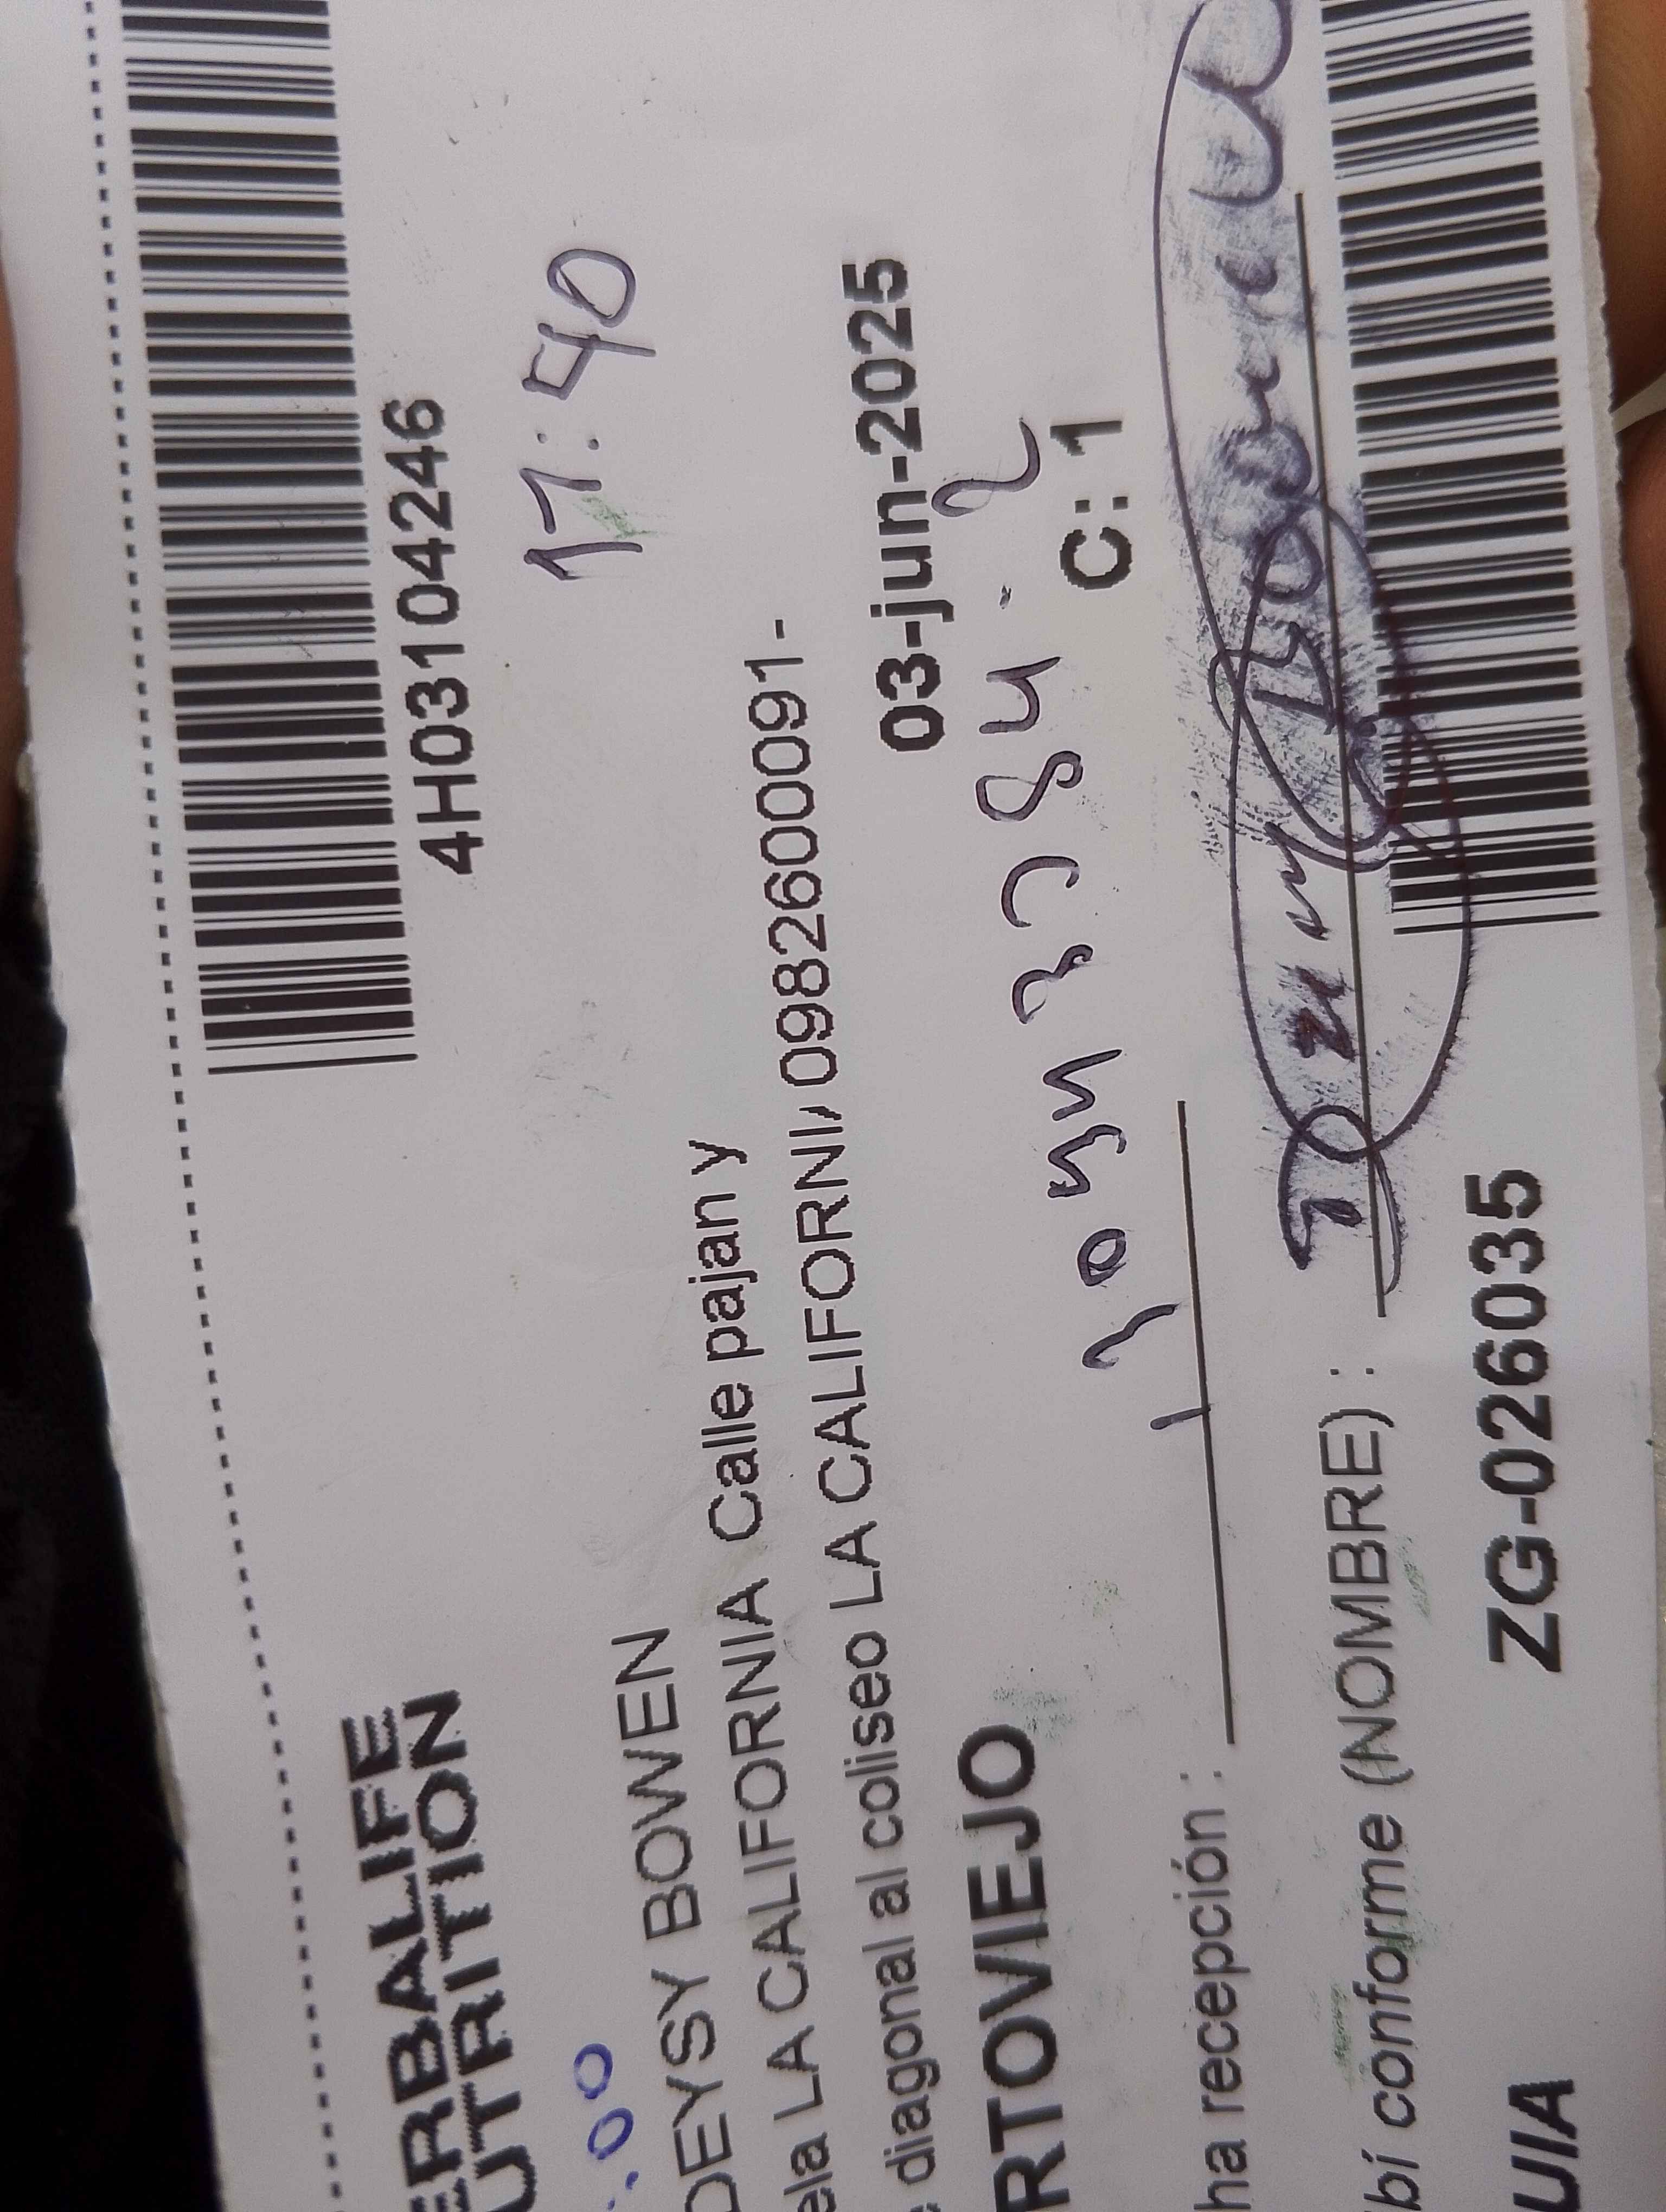 ERBALIFE
UTRITION
4H03104246
:00
17:40
DEYSY BOWEN
ela LA CALIFORNIA Calle pajan y
diagonal al coliseo LA CALIFORNI 0982600091-
RTOVIEJO
03-jun-2025
C: 1
ha recepción :
bí conforme (NOMBRE) :
UIA
ZG-026035